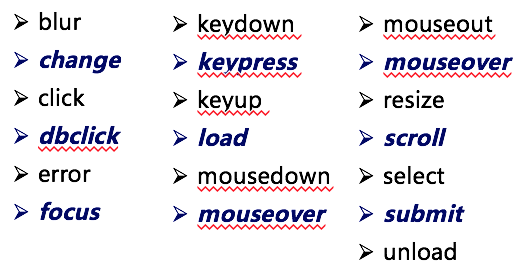 blur
change
click
dbclick
error
focus
keydown
keypress
keyup
load
mousedown
mouseover
mouseout
mouseover
resize
scroll
select
submit
unload